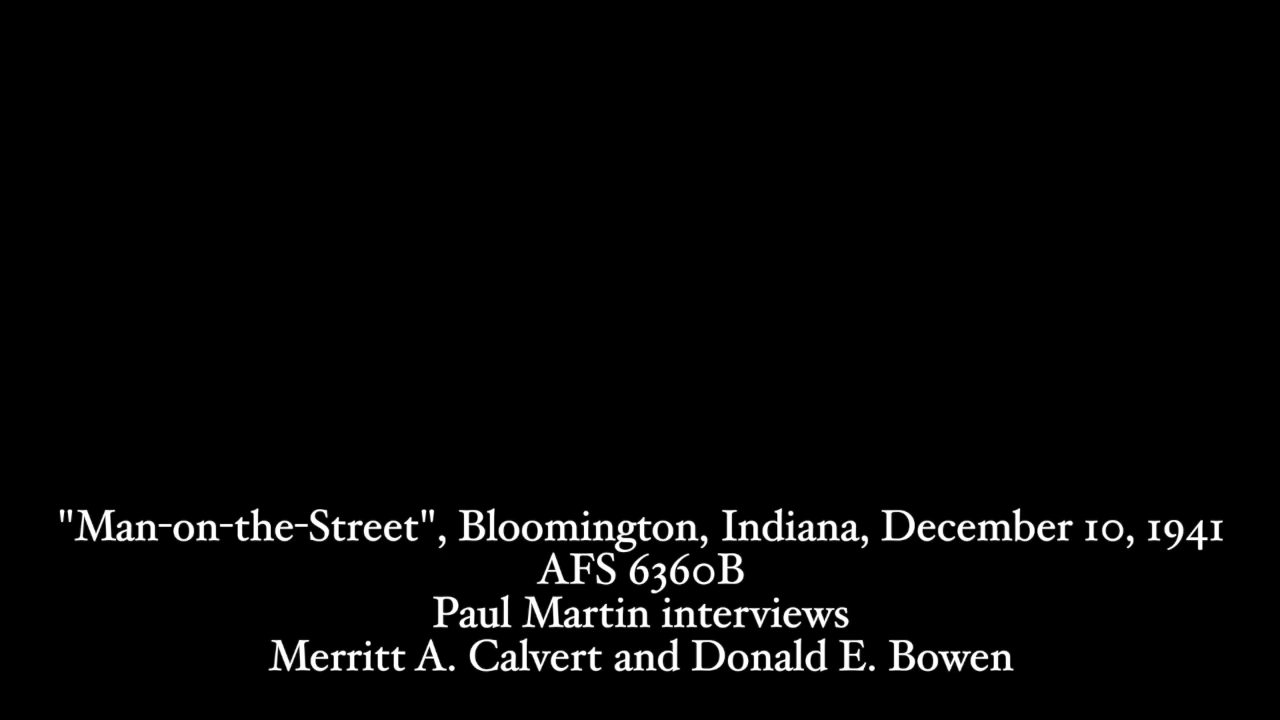 "Man-on-the-Street", Bloomington, Indiana, December 10, 1941
AFS 6360B
Paul Martin interviews
Merritt A. Calvert and Donald E. Bowen